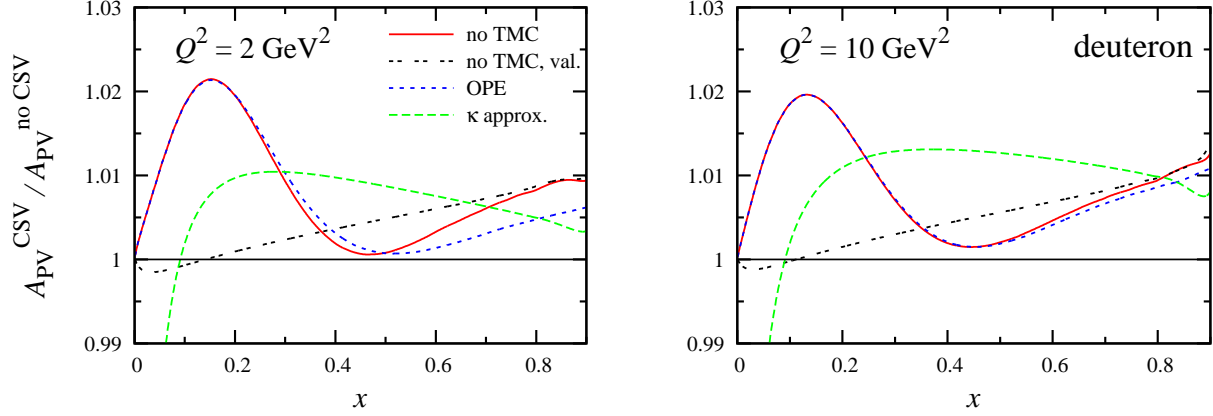 A_PV^CSV / A_PV^no CSV
1.03
1.02
1.01
1
0.99
Q² = 2 GeV²
no TMC
no TMC, val.
OPE
κ approx.
0
0.2
0.4
0.6
0.8
x
1.03
1.02
1.01
1
0.99
Q² = 10 GeV²
deuteron
0
0.2
0.4
0.6
0.8
x